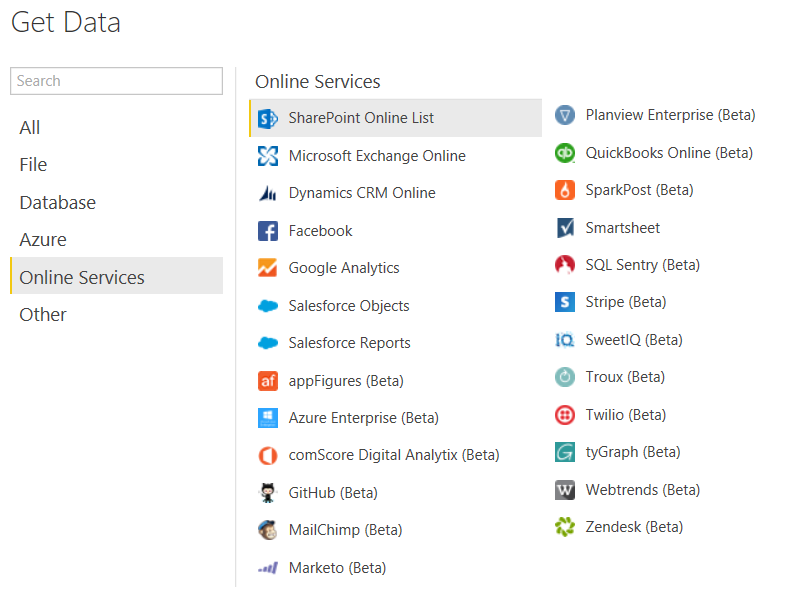 Get Data
Search
All
File
Database
Azure
Online Services
Other
Online Services
SharePoint Online List
Microsoft Exchange Online
Dynamics CRM Online
Facebook
Google Analytics
Salesforce Objects
Salesforce Reports
appFigures (Beta)
Azure Enterprise (Beta)
comScore Digital Analytix (Beta)
GitHub (Beta)
MailChimp (Beta)
Marketo (Beta)
Planview Enterprise (Beta)
QuickBooks Online (Beta)
SparkPost (Beta)
Smartsheet
SQL Sentry (Beta)
Stripe (Beta)
SweetIQ (Beta)
Troux (Beta)
Twilio (Beta)
tyGraph (Beta)
Webtrends (Beta)
Zendesk (Beta)